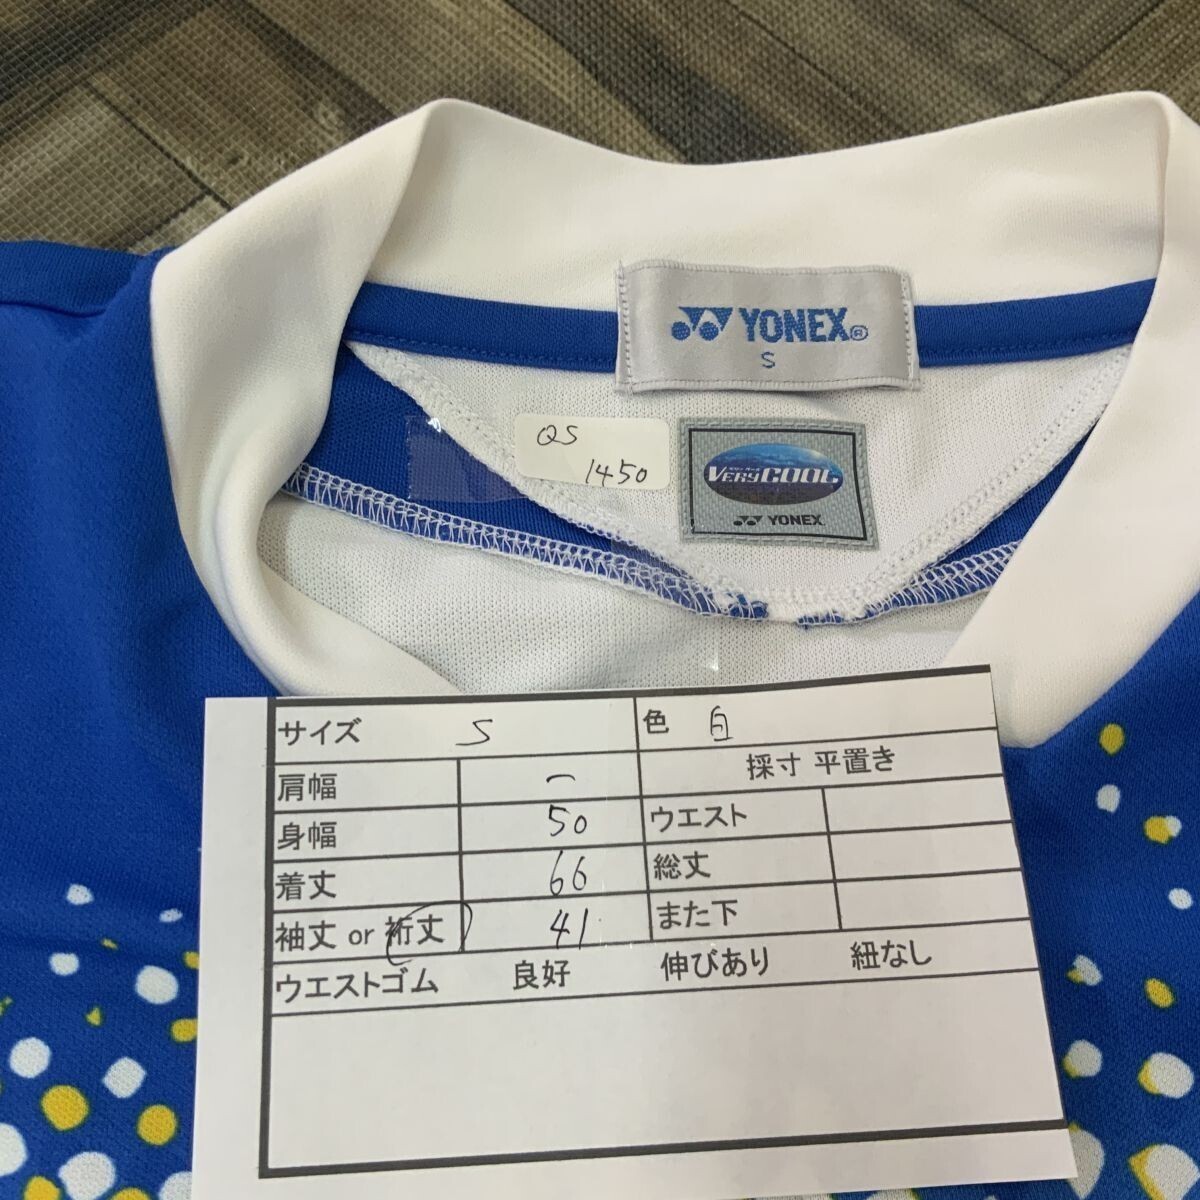 YONEX®
S
QS
1450
VERYCOOL
YONEX
サイズ S 色 白
肩幅 ー 採寸 平置き
身幅 50 ウエスト
着丈 66 総丈
袖丈 or 裄丈 41 また下
ウエストゴム 良好 伸びあり 紐なし